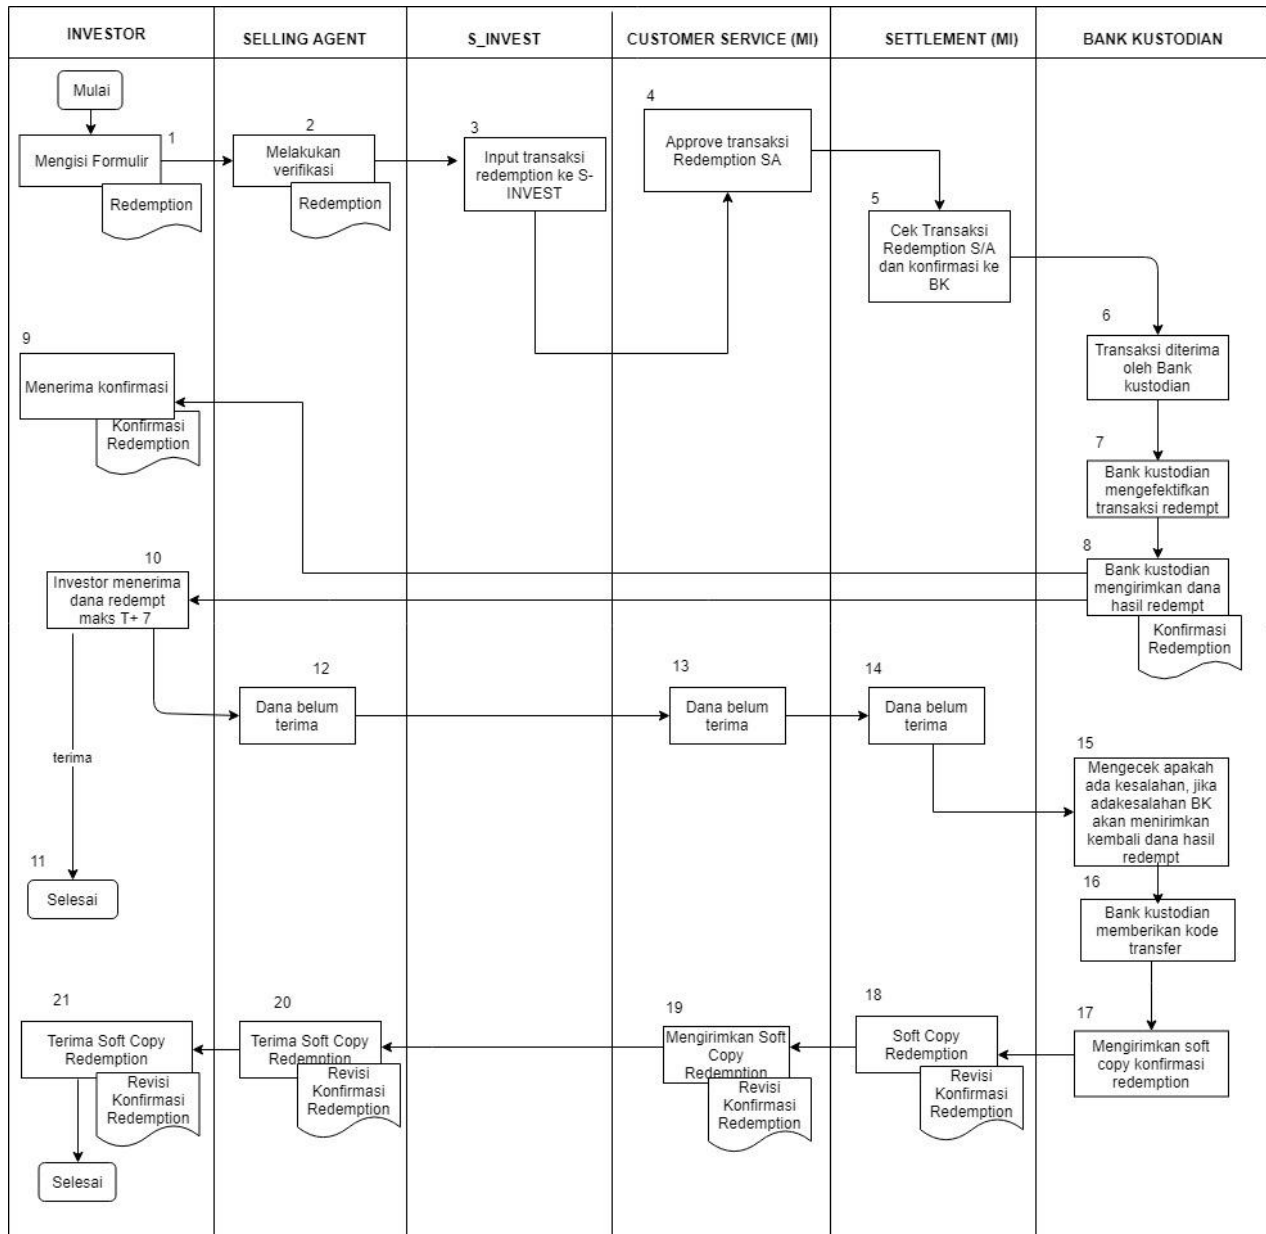 INVESTOR
SELLING AGENT
S_INVEST
CUSTOMER SERVICE (MI)
SETTLEMENT (MI)
BANK KUSTODIAN
Mulai
1
Mengisi Formulir
Redemption
2
Melakukan
verifikasi
Redemption
3
Input transaksi
redemption ke S-
INVEST
4
Approve transaksi
Redemption SA
5
Cek Transaksi
Redemption S/A
dan konfirmasi ke
BK
6
Transaksi diterima
oleh Bank
kustodian
7
Bank kustodian
mengefektifkan
transaksi redempt
8
Bank kustodian
mengirimkan dana
hasil redempt
Konfirmasi
Redemption
9
Menerima konfirmasi
Konfirmasi
Redemption
10
Investor menerima
dana redempt
maks T+ 7
terima
11
Selesai
12
Dana belum
terima
13
Dana belum
terima
14
Dana belum
terima
15
Mengecek apakah
ada kesalahan, jika
adakesalahan BK
akan menirimkan
kembali dana hasil
redempt
16
Bank kustodian
memberikan kode
transfer
17
Mengirimkan soft
copy konfirmasi
redemption
18
Soft Copy
Redemption
Revisi
Konfirmasi
Redemption
19
Mengirimkan Soft
Copy
Redemption
Revisi
Konfirmasi
Redemption
20
Terima Soft Copy
Redemption
Revisi
Konfirmasi
Redemption
21
Terima Soft Copy
Redemption
Revisi
Konfirmasi
Redemption
Selesai